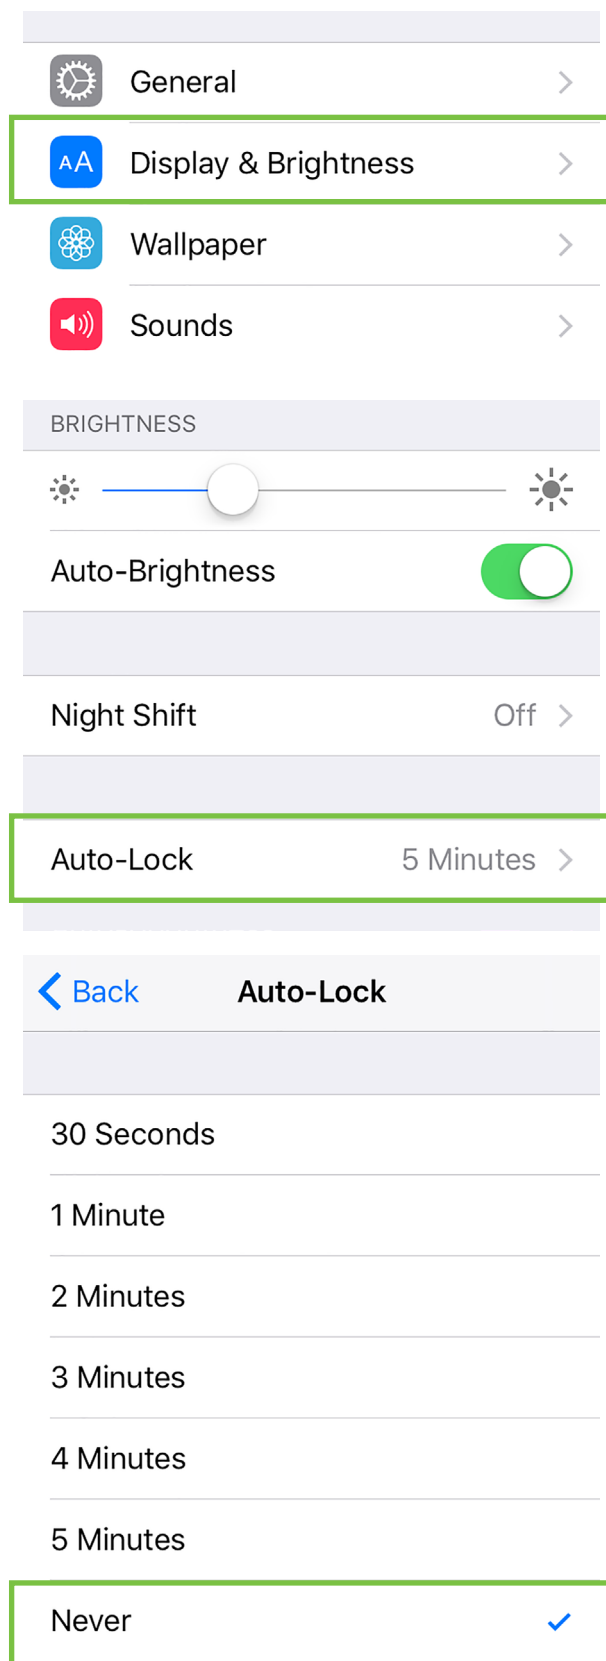 General
AA Display & Brightness
Wallpaper
Sounds
BRIGHTNESS
Auto-Brightness
Night Shift Off
Auto-Lock 5 Minutes
Back Auto-Lock
30 Seconds
1 Minute
2 Minutes
3 Minutes
4 Minutes
5 Minutes
Never